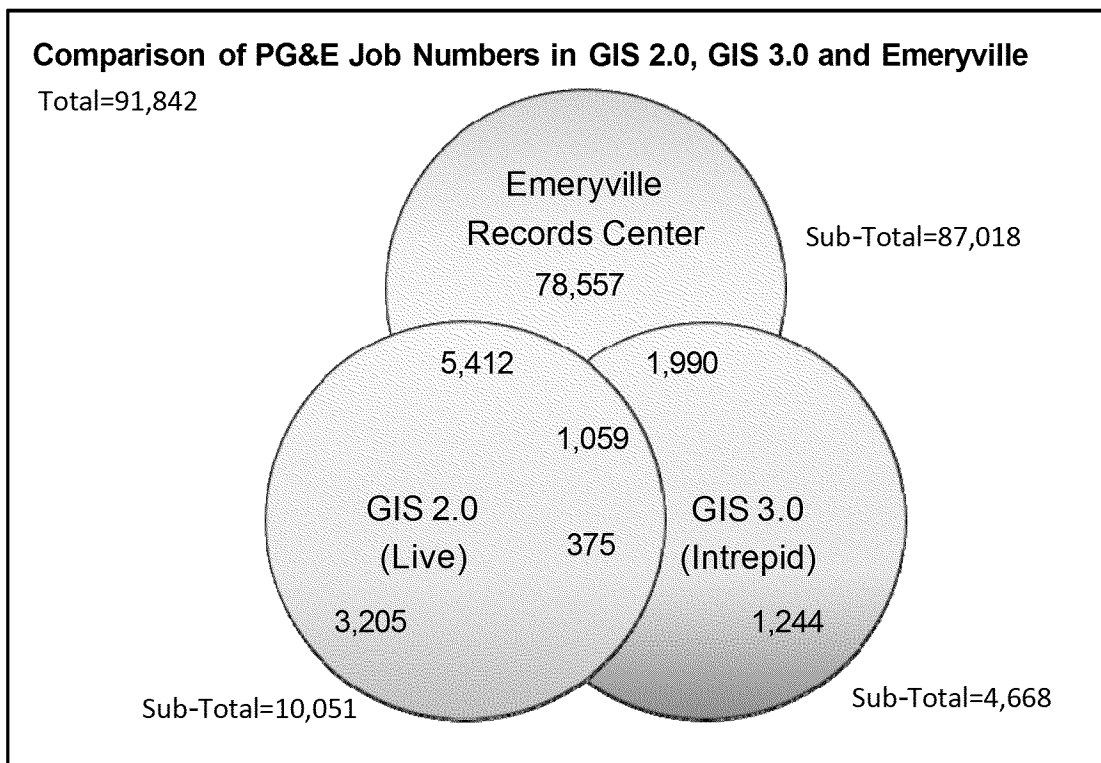 Comparison of PG&E Job Numbers in GIS 2.0, GIS 3.0 and Emeryville
Total=91,842
Emeryville
Records Center
78,557
Sub-Total=87,018
5,412
1,990
1,059
GIS 2.0
(Live)
375
3,205
GIS 3.0
(Intrepid)
1,244
Sub-Total=10,051
Sub-Total=4,668